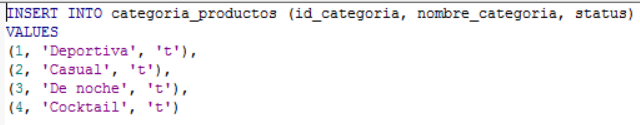 INSERT INTO categoria_productos (id_categoria, nombre_categoria, status)
VALUES
(1, 'Deportiva', 't'),
(2, 'Casual', 't'),
(3, 'De noche', 't'),
(4, 'Cocktail', 't')